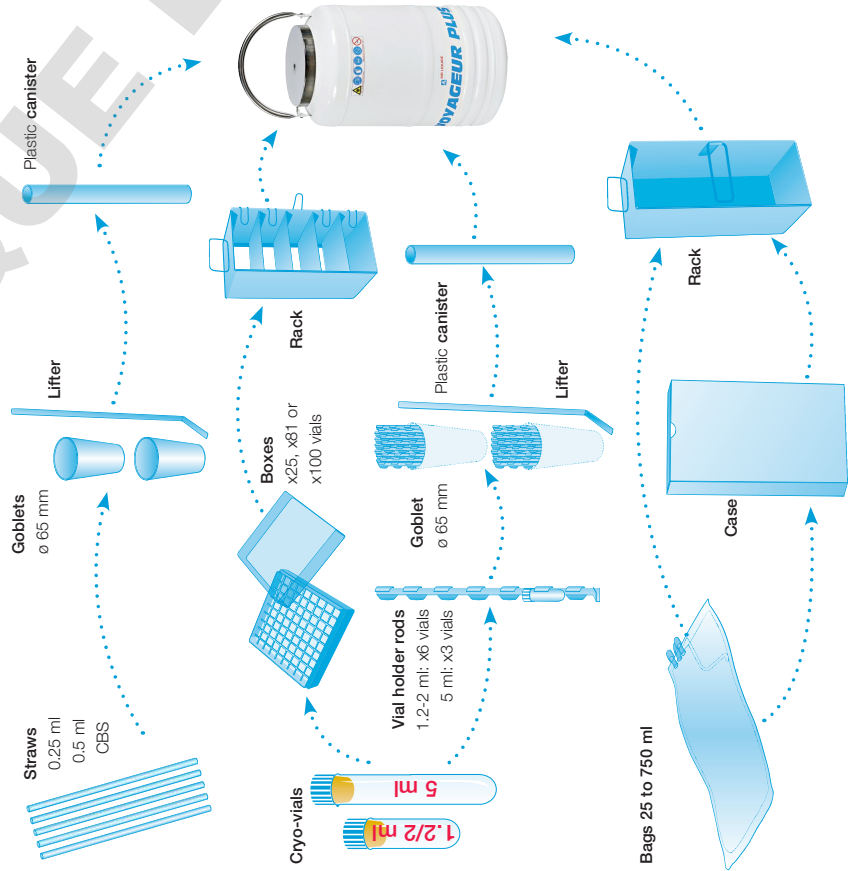 Straws
0.25 ml
0.5 ml
CBS
Goblets
ø 65 mm
Lifter
Plastic canister
Cryo-vials
1.2/2 ml
5 ml
Boxes
x25, x81 or
x100 vials
Rack
Vial holder rods
1.2-2 ml: x6 vials
5 ml: x3 vials
Goblet
ø 65 mm
Lifter
Plastic canister
VOYAGEUR PLUS
Bags 25 to 750 ml
Case
Rack